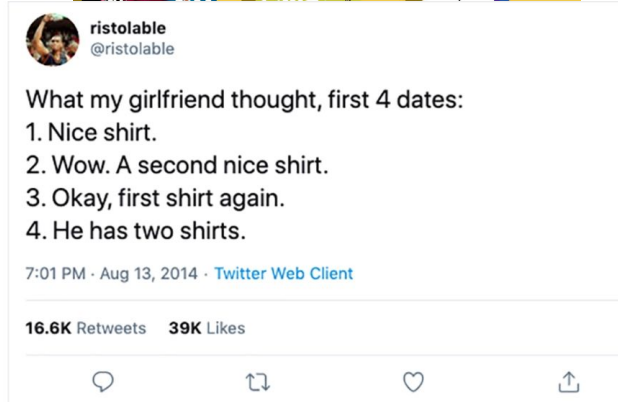 ristolable
@ristolable
What my girlfriend thought, first 4 dates:
1. Nice shirt.
2. Wow. A second nice shirt.
3. Okay, first shirt again.
4. He has two shirts.
7:01 PM · Aug 13, 2014 · Twitter Web Client
16.6K Retweets 39K Likes